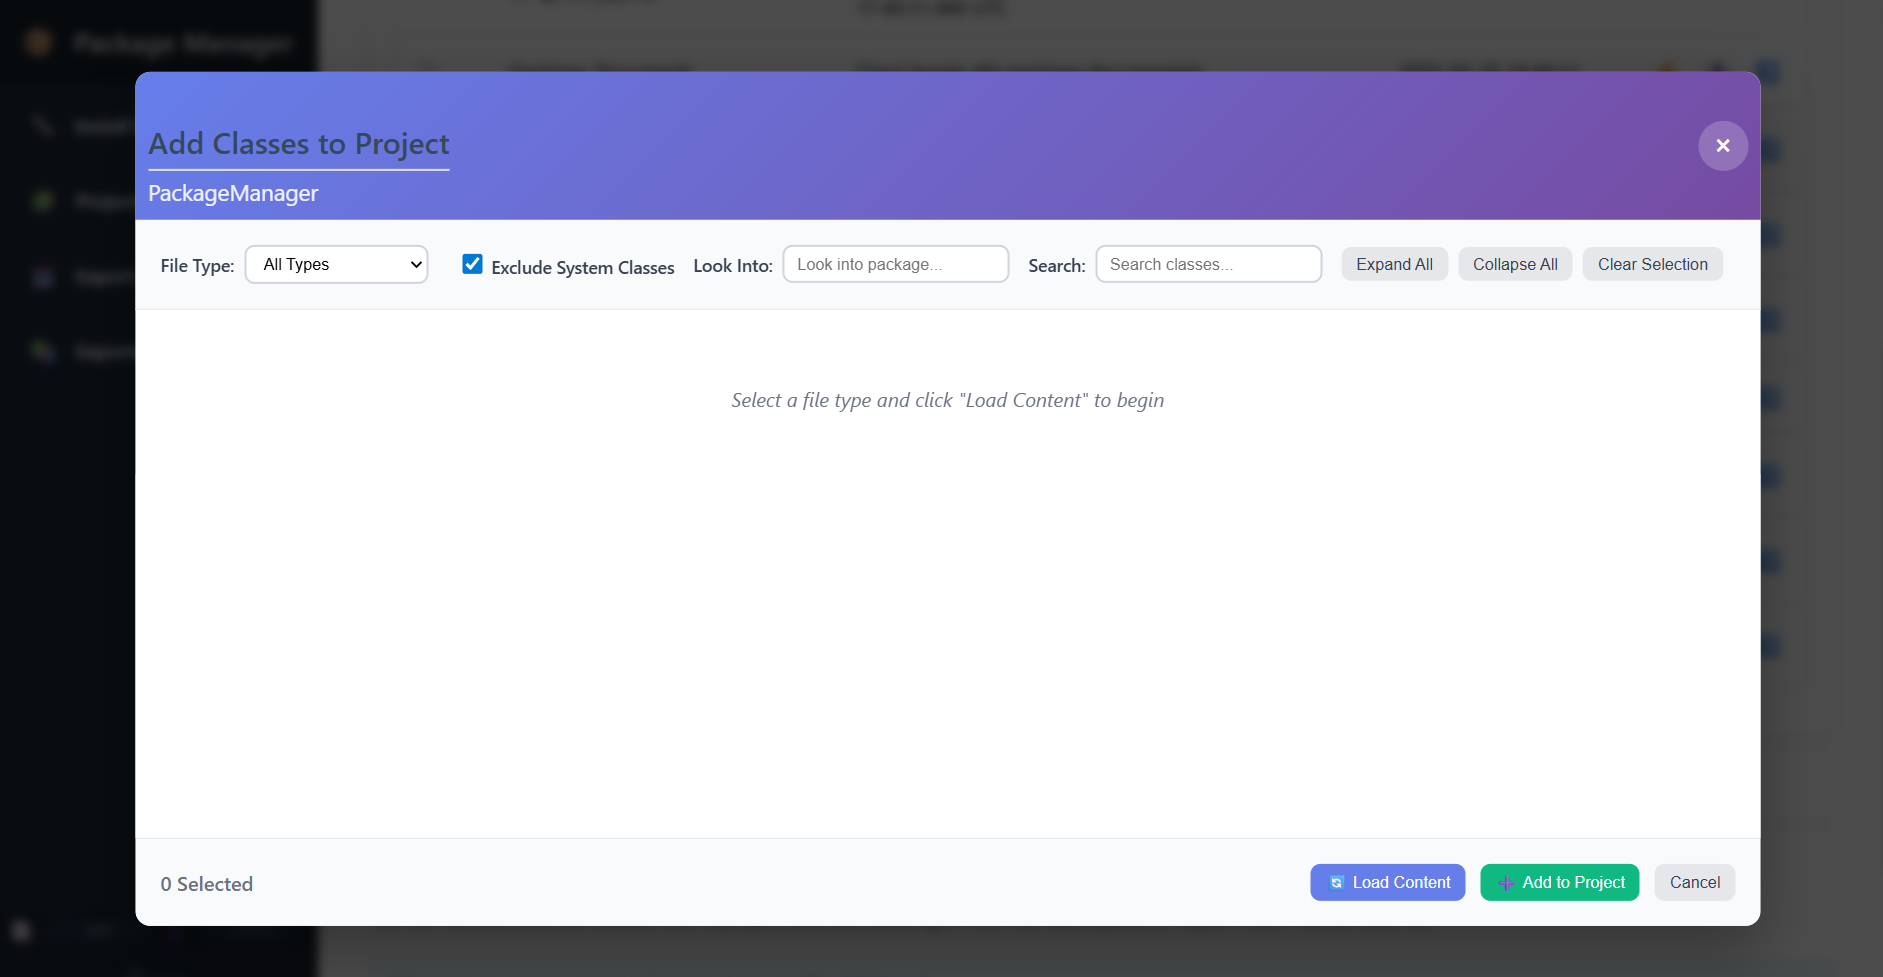 Package Manager
Add Classes to Project
PackageManager
×
File Type: All Types Exclude System Classes Look Into: Look into package... Search: Search classes... Expand All Collapse All Clear Selection
Select a file type and click "Load Content" to begin
0 Selected Load Content Add to Project Cancel